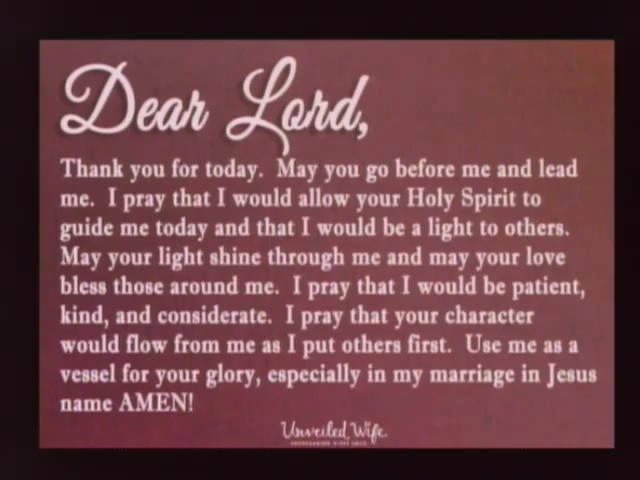 Dear Lord,
Thank you for today. May you go before me and lead
me. I pray that I would allow your Holy Spirit to
guide me today and that I would be a light to others.
May your light shine through me and may your love
bless those around me. I pray that I would be patient,
kind, and considerate. I pray that your character
would flow from me as I put others first. Use me as a
vessel for your glory, especially in my marriage in Jesus
name AMEN!
Unveiled Wife